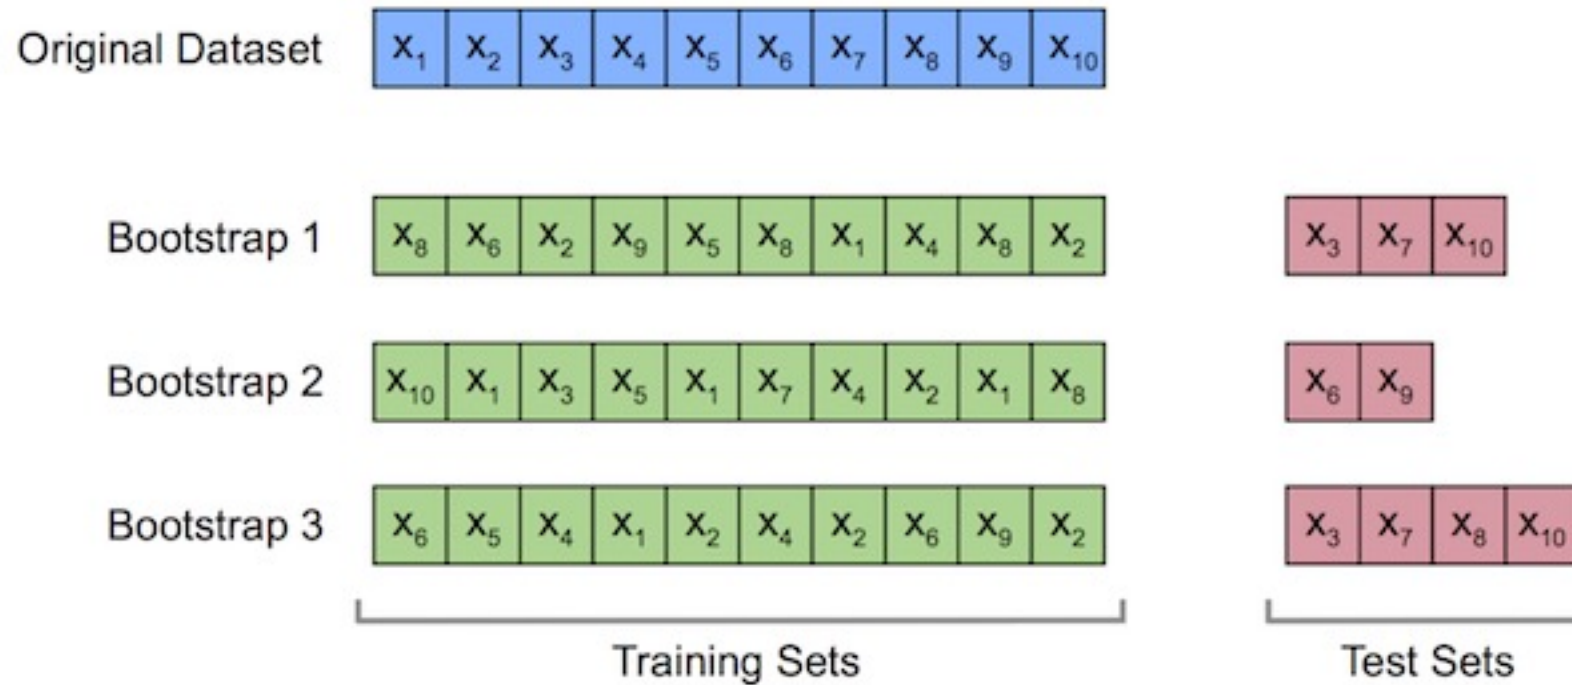 Original Dataset x₁ x₂ x₃ x₄ x₅ x₆ x₇ x₈ x₉ x₁₀
Bootstrap 1 x₈ x₆ x₂ x₉ x₅ x₈ x₁ x₄ x₈ x₂ x₃ x₇ x₁₀
Bootstrap 2 x₁₀ x₁ x₃ x₅ x₁ x₇ x₄ x₂ x₁ x₈ x₆ x₉
Bootstrap 3 x₆ x₅ x₄ x₁ x₂ x₄ x₂ x₆ x₉ x₂ x₃ x₇ x₈ x₁₀
Training Sets Test Sets